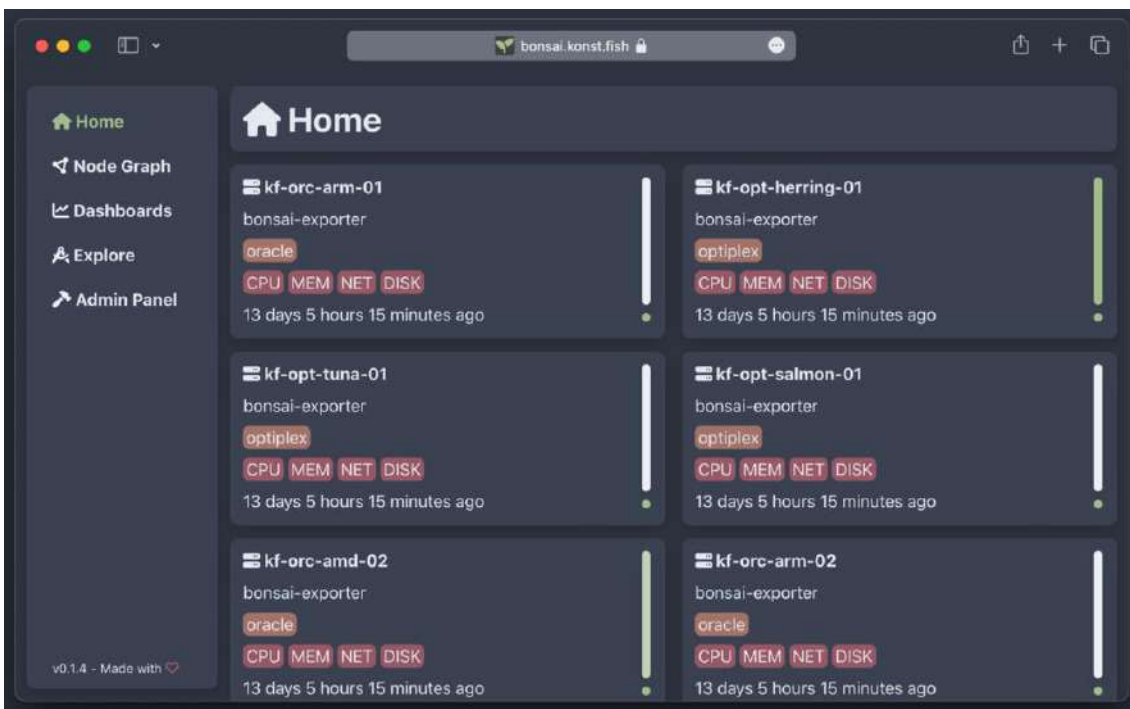 bonsai.konst.fish
Home
Node Graph
Dashboards
Explore
Admin Panel
v0.1.4 - Made with
Home
kf-orc-arm-01
bonsai-exporter
oracle
CPU MEM NET DISK
13 days 5 hours 15 minutes ago
kf-opt-herring-01
bonsai-exporter
optiplex
CPU MEM NET DISK
13 days 5 hours 15 minutes ago
kf-opt-tuna-01
bonsai-exporter
optiplex
CPU MEM NET DISK
13 days 5 hours 15 minutes ago
kf-opt-salmon-01
bonsai-exporter
optiplex
CPU MEM NET DISK
13 days 5 hours 15 minutes ago
kf-orc-amd-02
bonsai-exporter
oracle
CPU MEM NET DISK
13 days 5 hours 15 minutes ago
kf-orc-arm-02
bonsai-exporter
oracle
CPU MEM NET DISK
13 days 5 hours 15 minutes ago